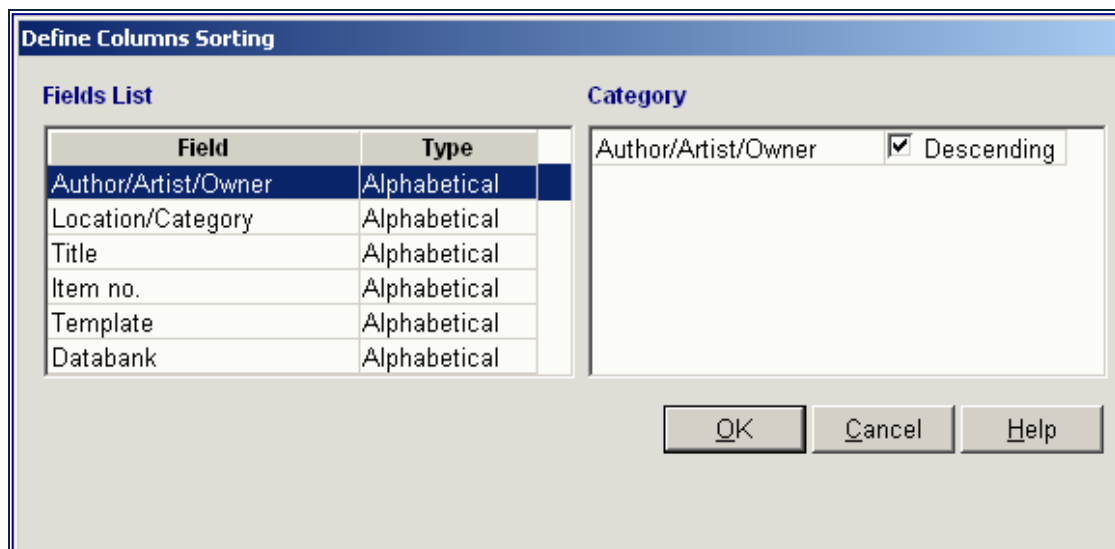 Define Columns Sorting
Fields List
Category
Field Type
Author/Artist/Owner Alphabetical
Location/Category Alphabetical
Title Alphabetical
Item no. Alphabetical
Template Alphabetical
Databank Alphabetical
Author/Artist/Owner Descending
OK Cancel Help